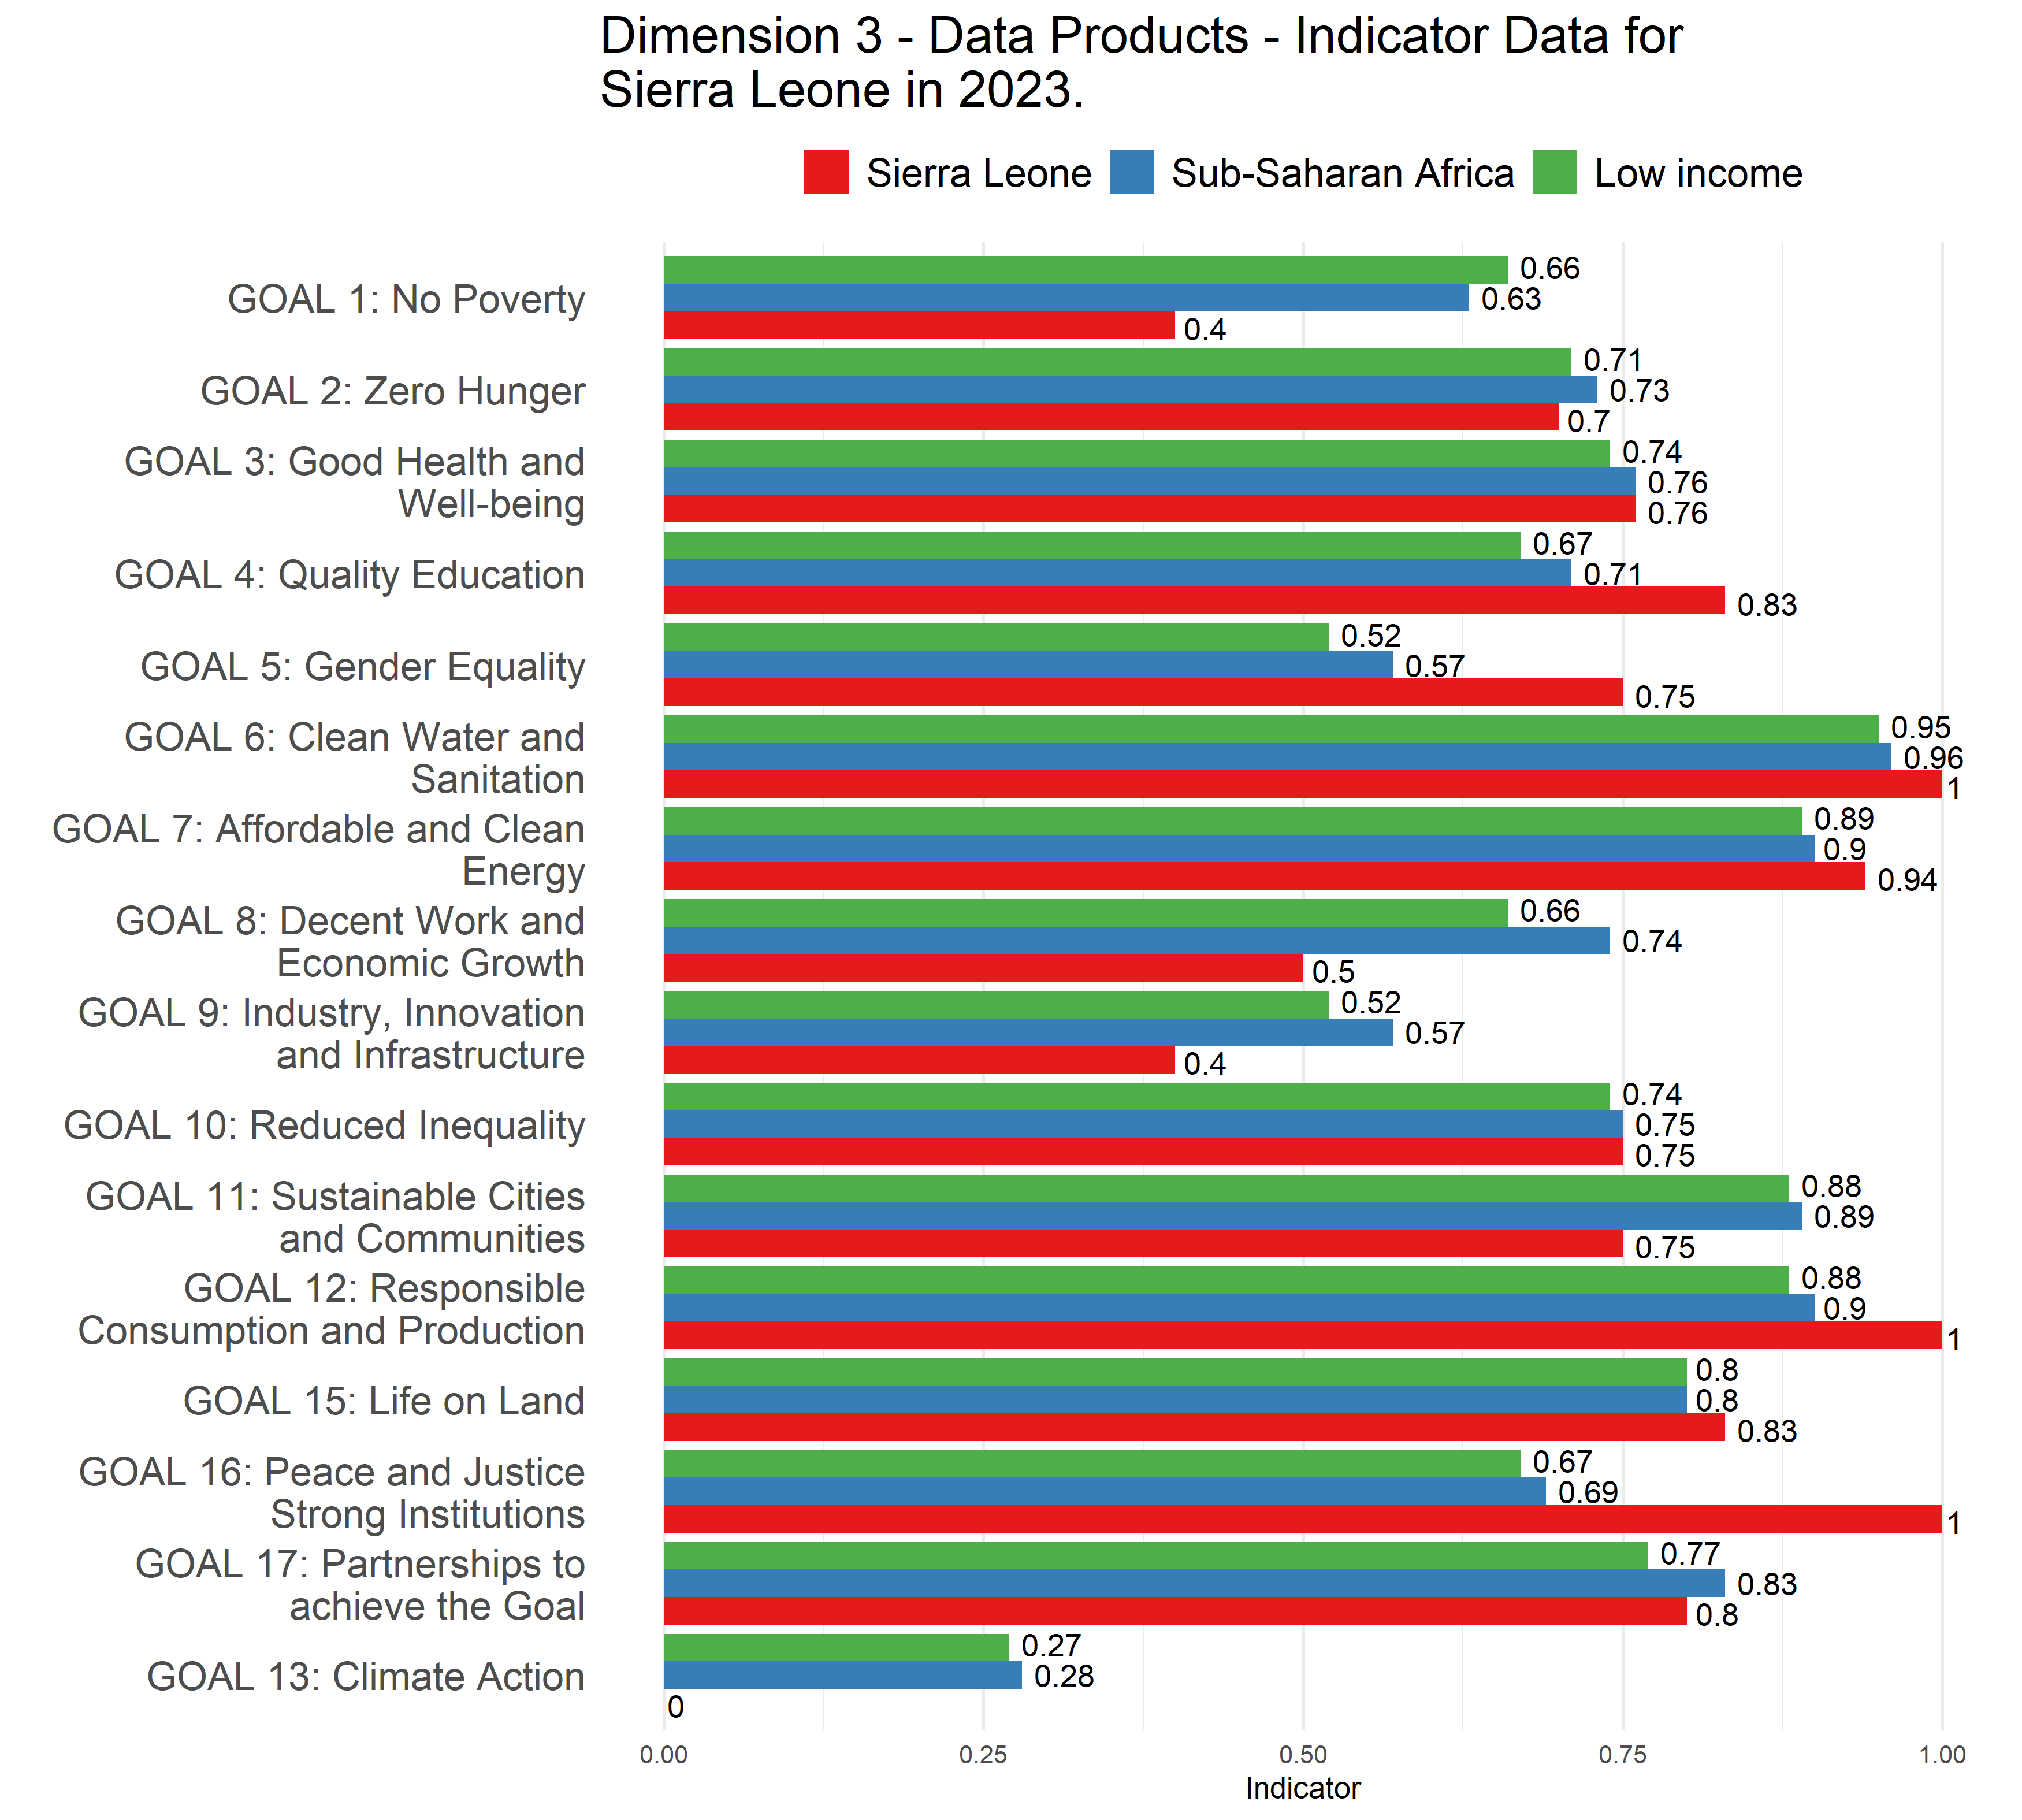 Dimension 3 - Data Products - Indicator Data for
Sierra Leone in 2023.
Sierra Leone Sub-Saharan Africa Low income
GOAL 1: No Poverty
0.66
0.63
0.4
GOAL 2: Zero Hunger
0.71
0.73
0.7
GOAL 3: Good Health and
Well-being
0.74
0.76
0.76
GOAL 4: Quality Education
0.67
0.71
0.83
GOAL 5: Gender Equality
0.52
0.57
0.75
GOAL 6: Clean Water and
Sanitation
0.95
0.96
1
GOAL 7: Affordable and Clean
Energy
0.89
0.9
0.94
GOAL 8: Decent Work and
Economic Growth
0.66
0.74
0.5
GOAL 9: Industry, Innovation
and Infrastructure
0.52
0.57
0.4
GOAL 10: Reduced Inequality
0.74
0.75
0.75
GOAL 11: Sustainable Cities
and Communities
0.88
0.89
0.75
GOAL 12: Responsible
Consumption and Production
0.88
0.9
1
GOAL 15: Life on Land
0.8
0.8
0.83
GOAL 16: Peace and Justice
Strong Institutions
0.67
0.69
1
GOAL 17: Partnerships to
achieve the Goal
0.77
0.83
0.8
GOAL 13: Climate Action
0.27
0.28
0
0.00 0.25 0.50 0.75 1.00
Indicator